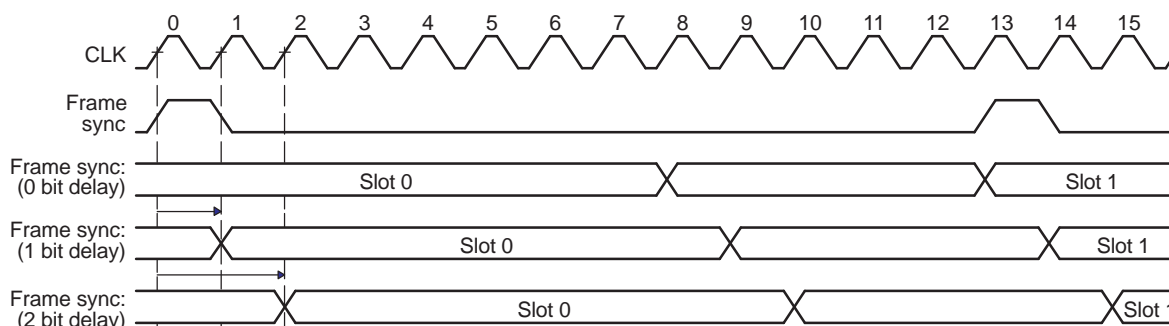 0 1 2 3 4 5 6 7 8 9 10 11 12 13 14 15
CLK
Frame
sync
Frame sync:
(0 bit delay)
Slot 0
Slot 1
Frame sync:
(1 bit delay)
Slot 0
Slot 1
Frame sync:
(2 bit delay)
Slot 0
Slot 1